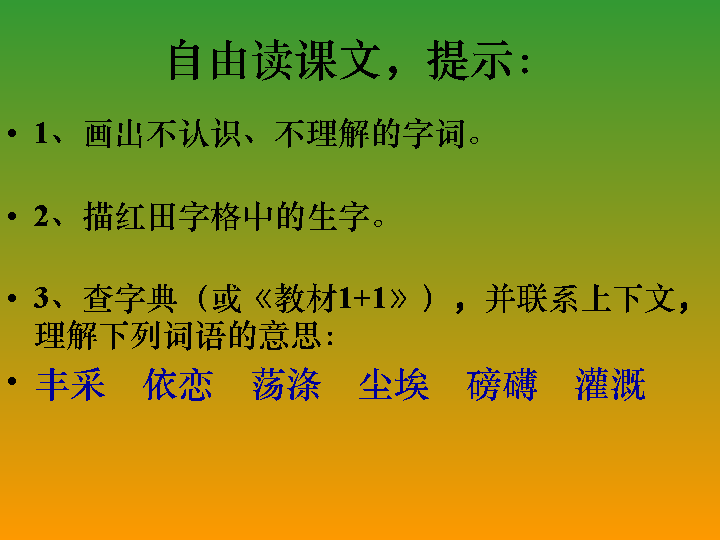 自由读课文，提示：
• 1、画出不认识、不理解的字词。
• 2、描红田字格中的生字。
• 3、查字典（或《教材1+1》），并联系上下文，
理解下列词语的意思：
• 丰采 依恋 荡涤 尘埃 磅礴 灌溉